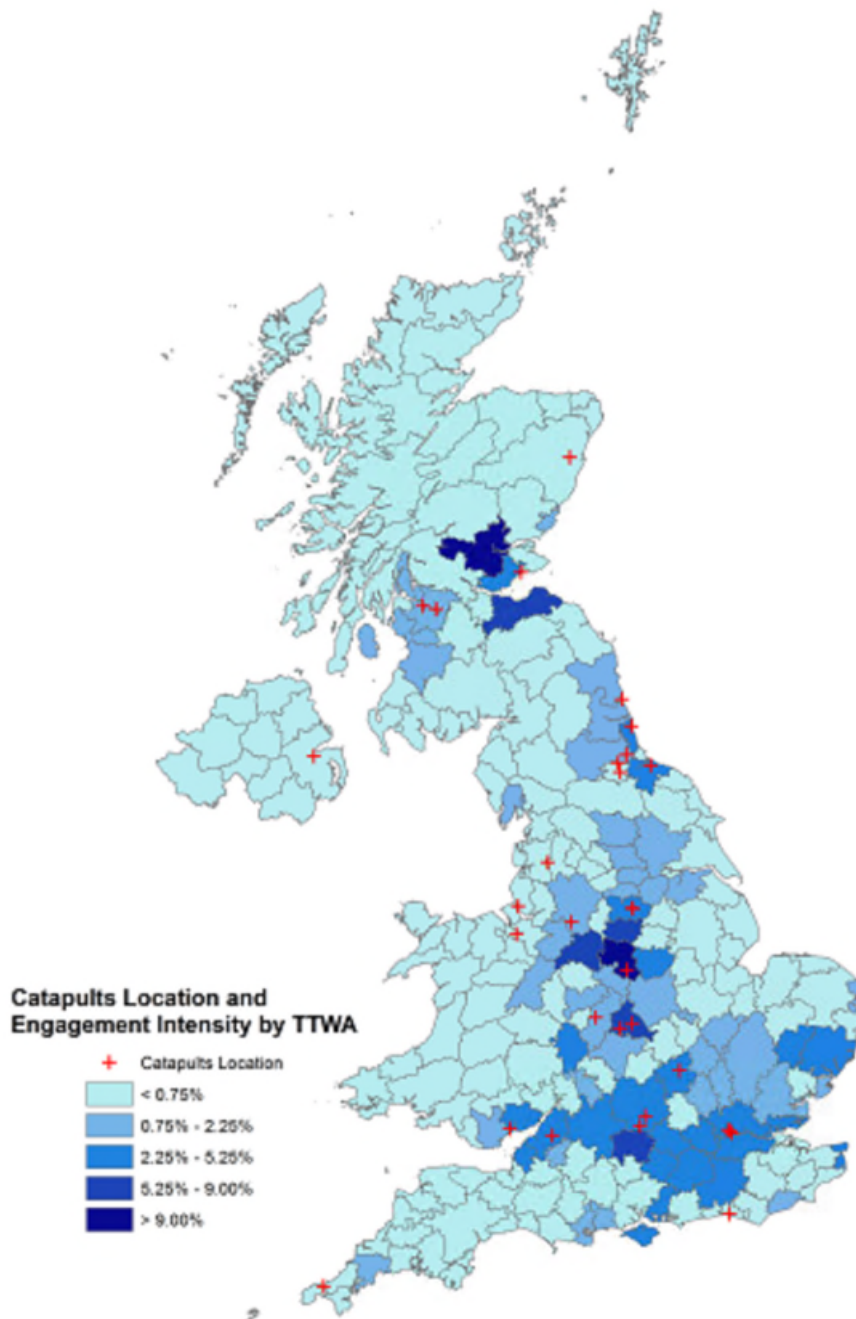 Catapults Location and
Engagement Intensity by TTWA
Catapults Location
< 0.75%
0.75% - 2.25%
2.25% - 5.25%
5.25% - 9.00%
> 9.00%